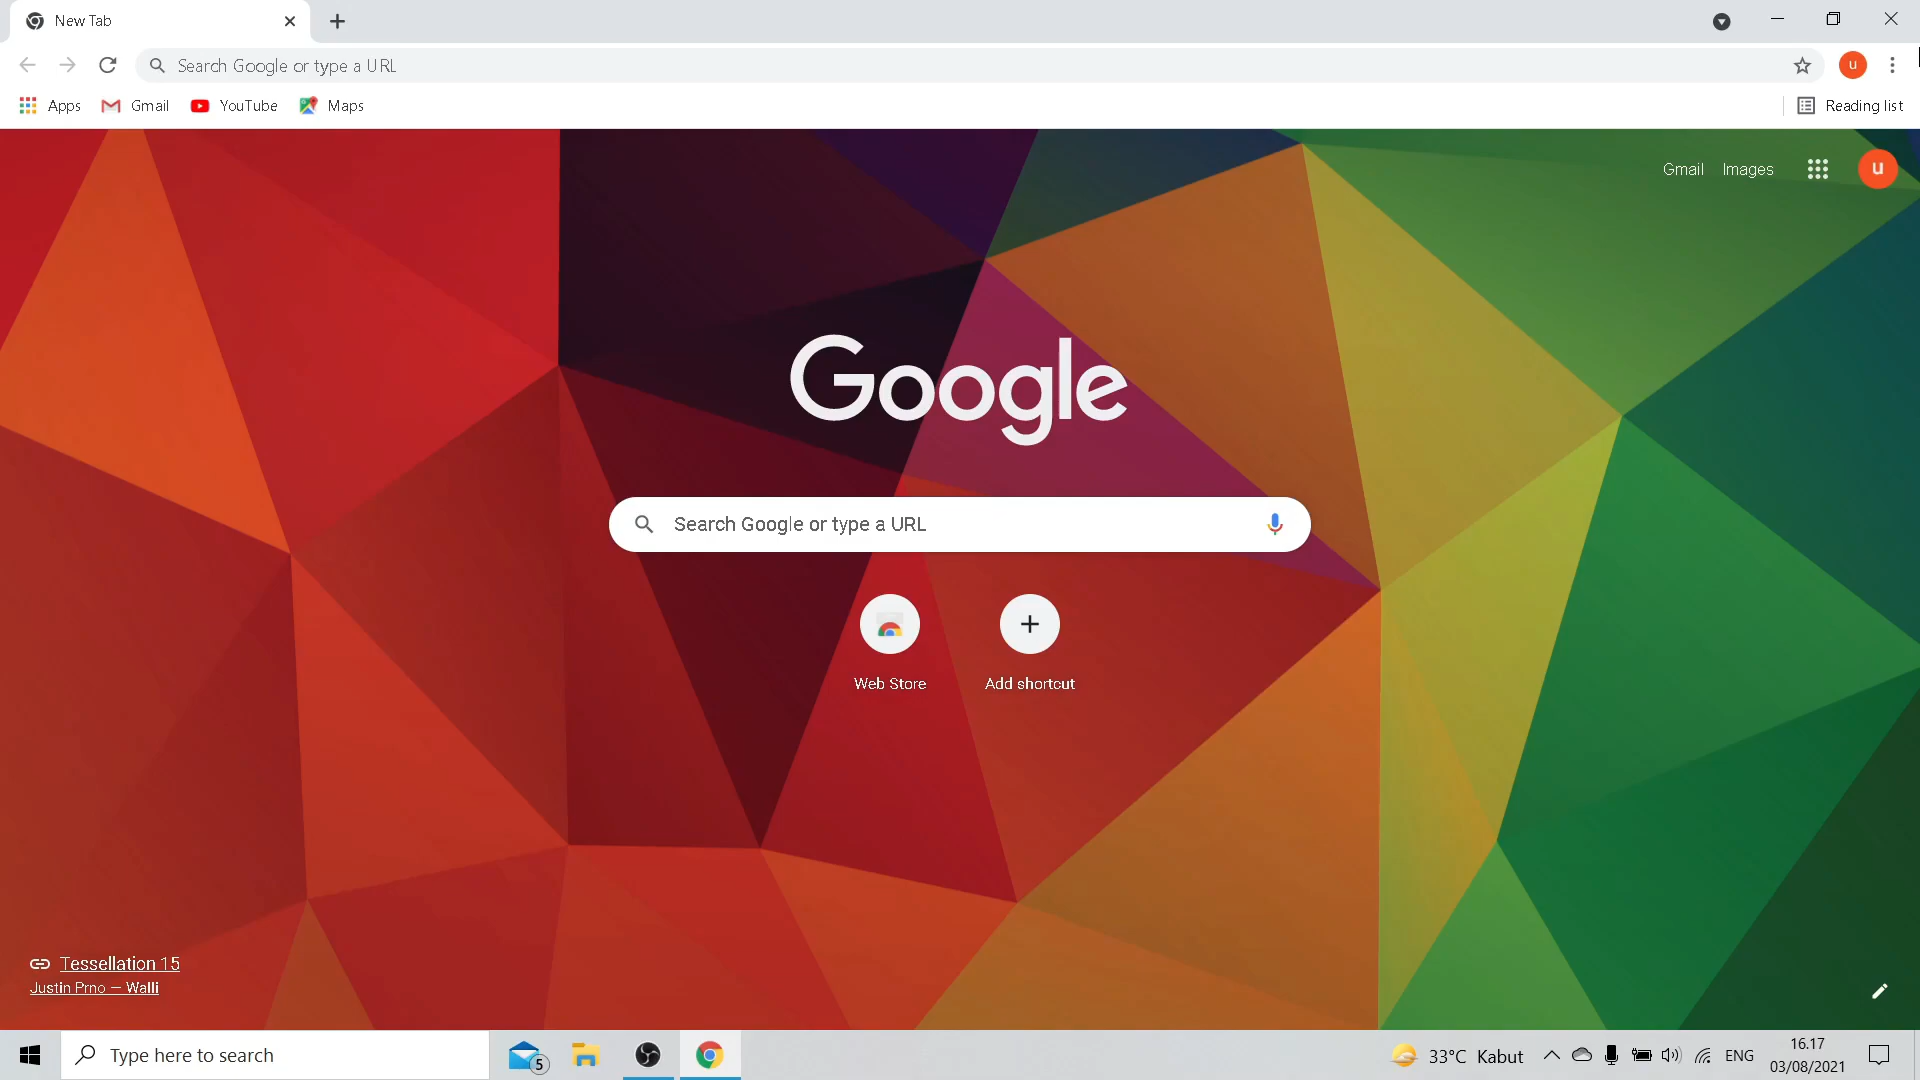 New Tab
Search Google or type a URL
u
Apps
Gmail
YouTube
Maps
Reading list
Gmail
Images
u
Google
Search Google or type a URL
Web Store
Add shortcut
Tessellation 15
Justin Prno — Walli
Type here to search
5
33°C Kabut
ENG
16.17
03/08/2021